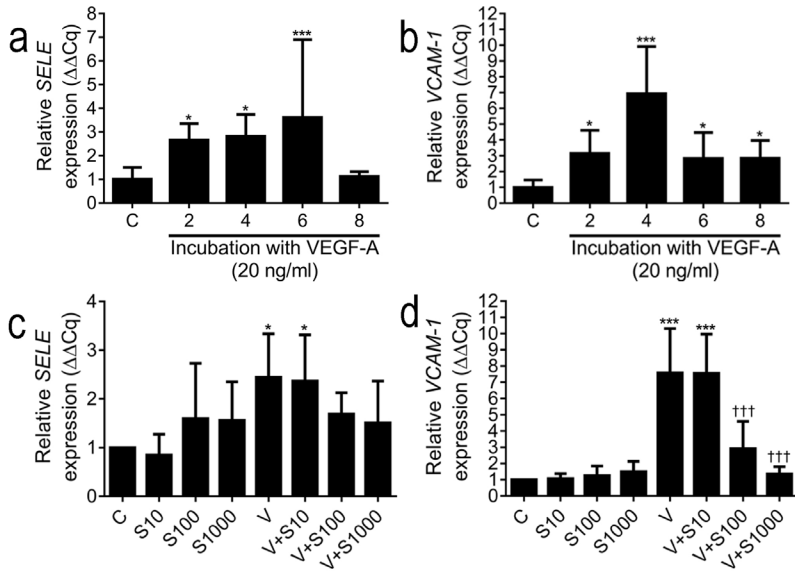 a
Relative SELE
expression (ΔΔCq)
8
7
6
5
4
3
2
1
0
*
*
***
C 2 4 6 8
Incubation with VEGF-A
(20 ng/ml)
b
Relative VCAM-1
expression (ΔΔCq)
12
11
10
9
8
7
6
5
4
3
2
1
0
*
***
*
*
C 2 4 6 8
Incubation with VEGF-A
(20 ng/ml)
c
Relative SELE
expression (ΔΔCq)
4
3
2
1
0
* *
C S10 S100 S1000 V V+S10 V+S100 V+S1000
d
Relative VCAM-1
expression (ΔΔCq)
12
11
10
9
8
7
6
5
4
3
2
1
0
*** ***
†††
†††
C S10 S100 S1000 V V+S10 V+S100 V+S1000